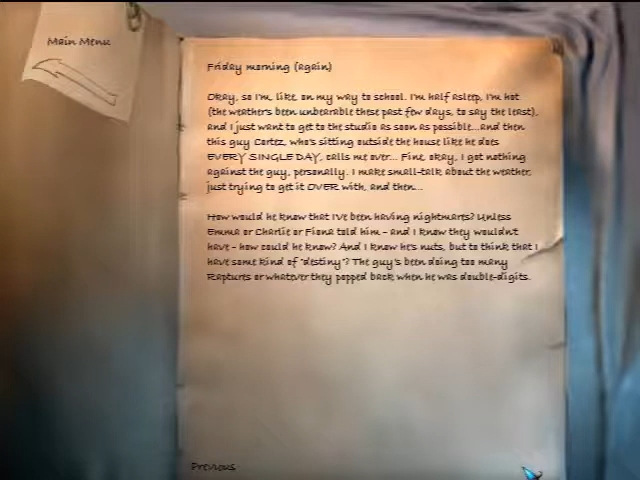 Main Menu
Friday morning (again)
Okay, so I'm, like, on my way to school. I'm half asleep, I'm hot
(the weather's been unbearable these past few days, to say the least),
and I just want to get to the studio as soon as possible...and then
this guy Cortez, who's sitting outside the house like he does
EVERY SINGLE DAY, calls me over... Fine, okay, I got nothing
against the guy, personally. I make small-talk about the weather,
just trying to get it OVER with, and then...
How would he know that I've been having nightmares? Unless
Emma or Charlie or Fiona told him - and I know they wouldn't
have - how could he know? And I know he's nuts, but to think that I
have some kind of "destiny"? The guy's been doing too many
Raptures or whatever they popped back when he was double-digits.
Previous